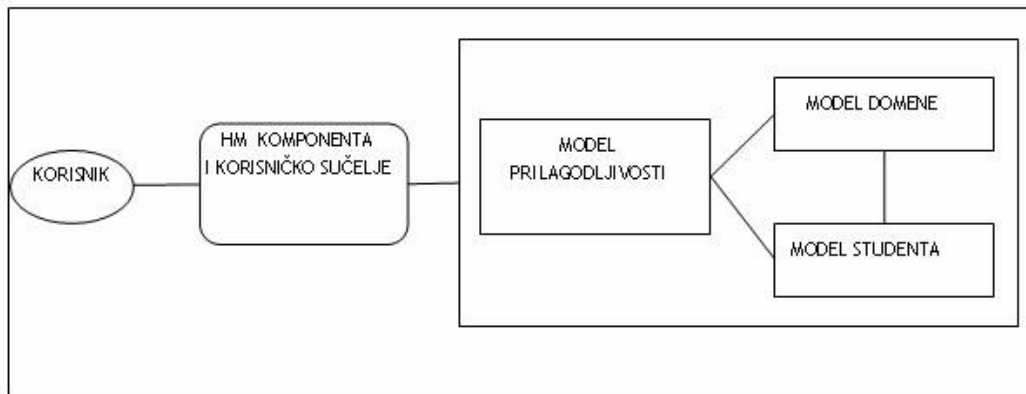 KORISNIK
HM KOMPONENTA
I KORISNIČKO SUČELJE
MODEL
PRILAGODLJIVOSTI
MODEL DOMENE
MODEL STUDENTA